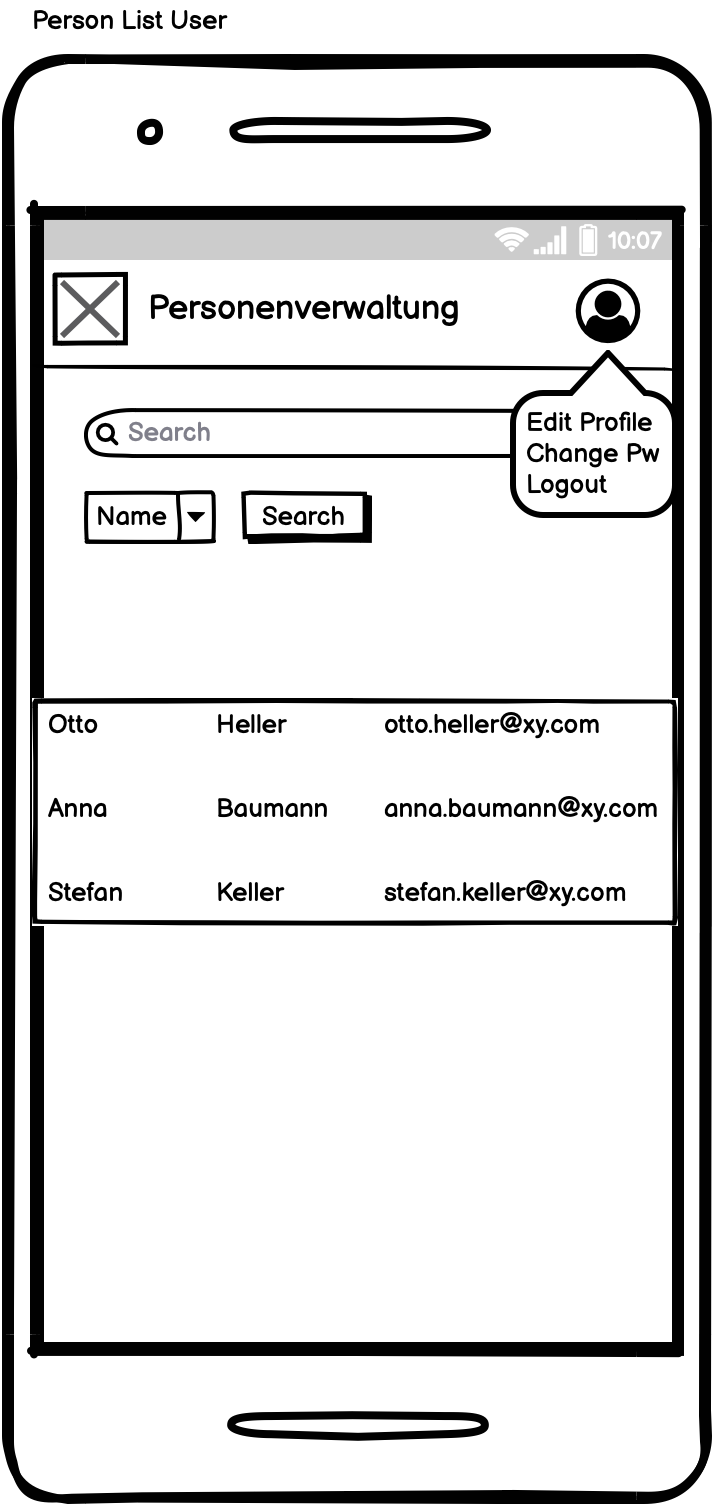 Person List User
10:07
Personenverwaltung
Search
Edit Profile
Change Pw
Logout
Name
Search
Otto Heller otto.heller@xy.com
Anna Baumann anna.baumann@xy.com
Stefan Keller stefan.keller@xy.com